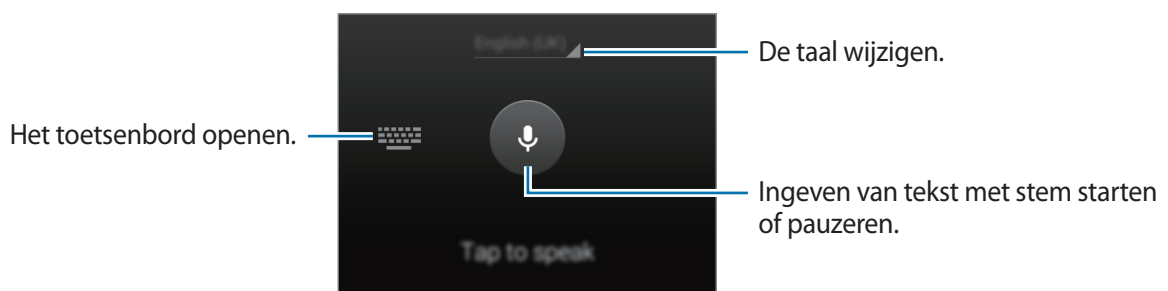 English (UK)
De taal wijzigen.
Het toetsenbord openen.
Ingeven van tekst met stem starten
of pauzeren.
Tap to speak